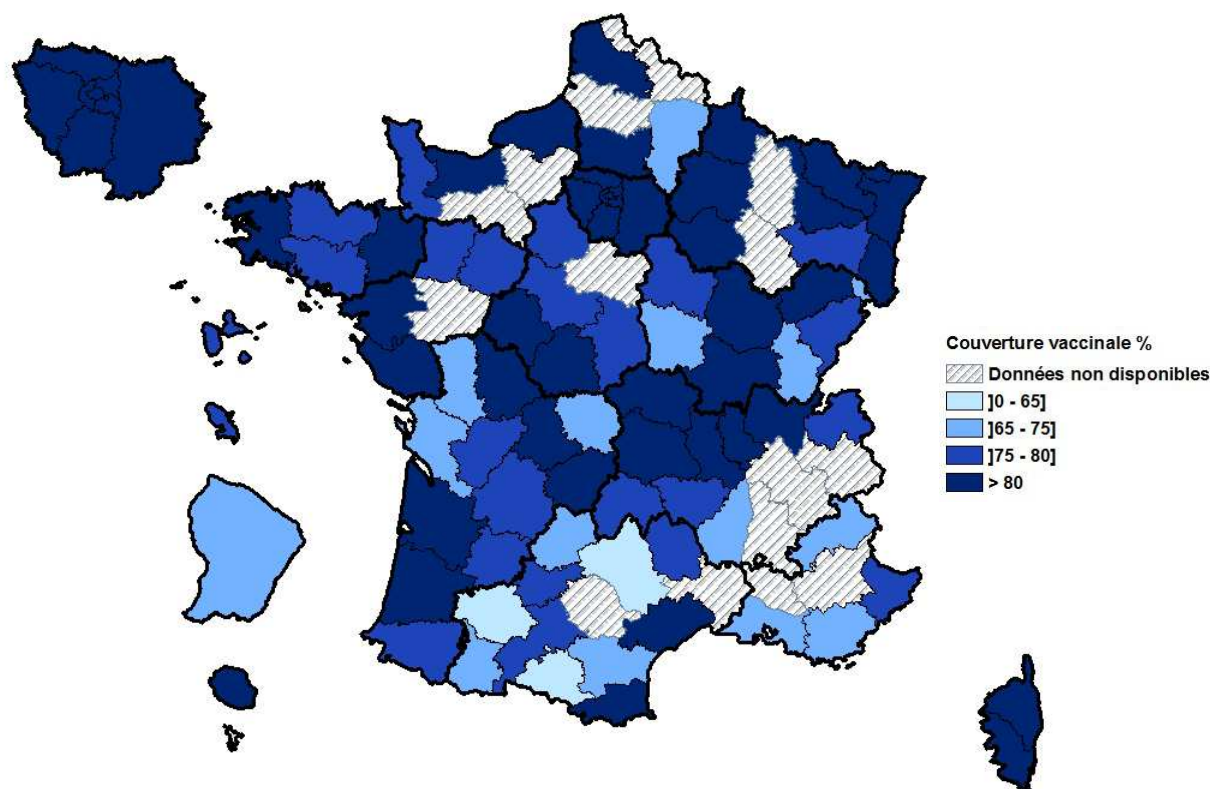 Couverture vaccinale %
Données non disponibles
]0 - 65]
]65 - 75]
]75 - 80]
> 80